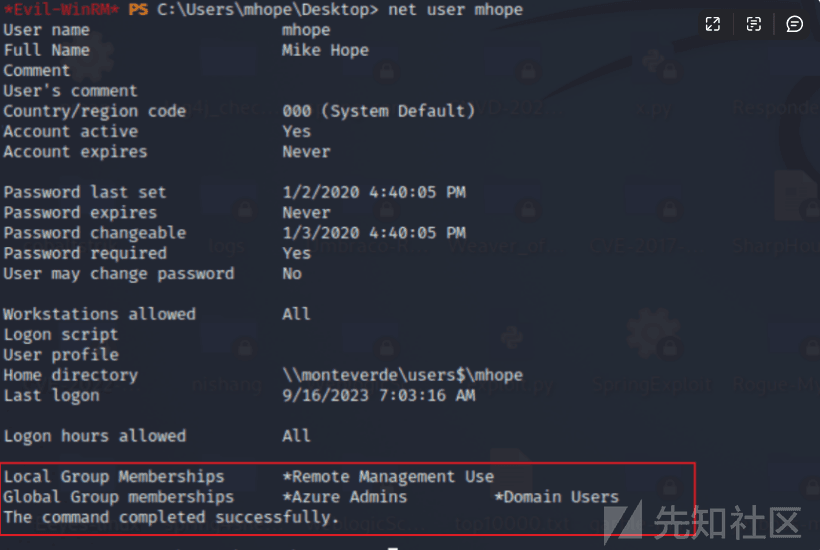 *Evil-WinRM* PS C:\Users\mhope\Desktop> net user mhope
User name mhope
Full Name Mike Hope
Comment
User's comment
Country/region code 000 (System Default)
Account active Yes
Account expires Never
Password last set 1/2/2020 4:40:05 PM
Password expires Never
Password changeable 1/3/2020 4:40:05 PM
Password required Yes
User may change password No
Workstations allowed All
Logon script
User profile
Home directory \\monteverde\users$\mhope
Last logon 9/16/2023 7:03:16 AM
Logon hours allowed All
Local Group Memberships *Remote Management Use
Global Group memberships *Azure Admins *Domain Users
The command completed successfully.
先知社区